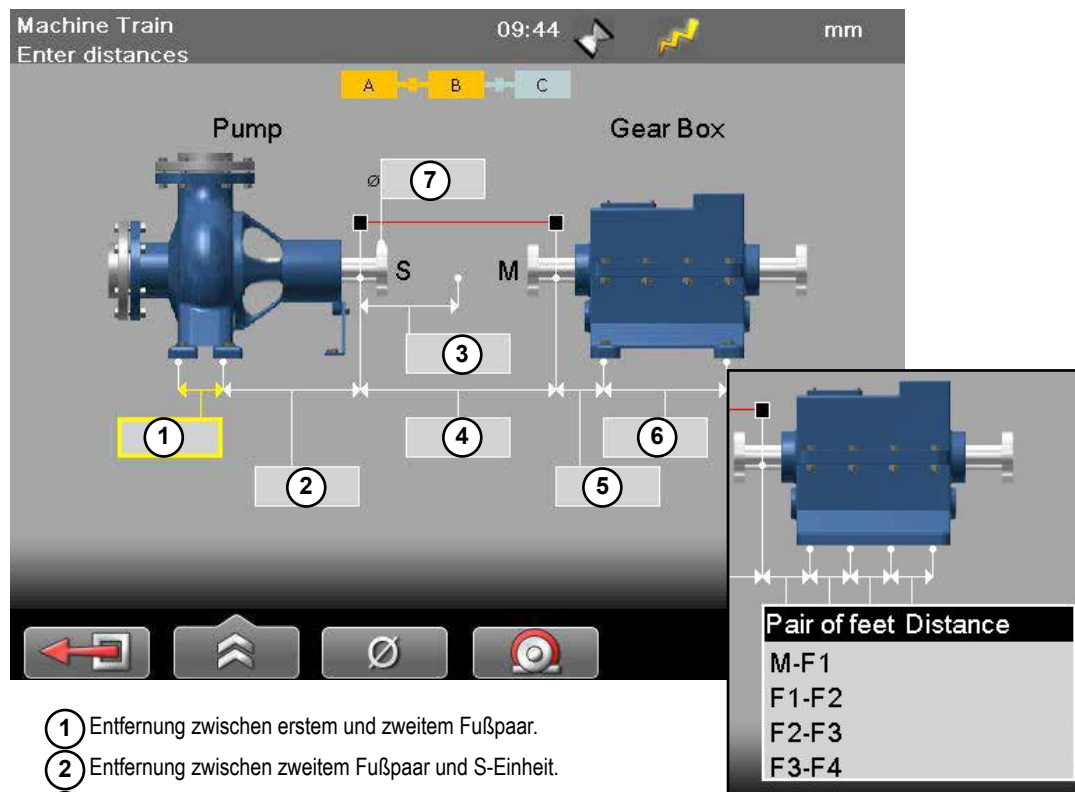 Machine Train
Enter distances
09:44
mm
A B C
Pump
Gear Box
Ø 7
S
M
3
1
4
6
2
5
Ø
Pair of feet Distance
M-F1
F1-F2
F2-F3
F3-F4
1 Entfernung zwischen erstem und zweitem Fußpaar.
2 Entfernung zwischen zweitem Fußpaar und S-Einheit.